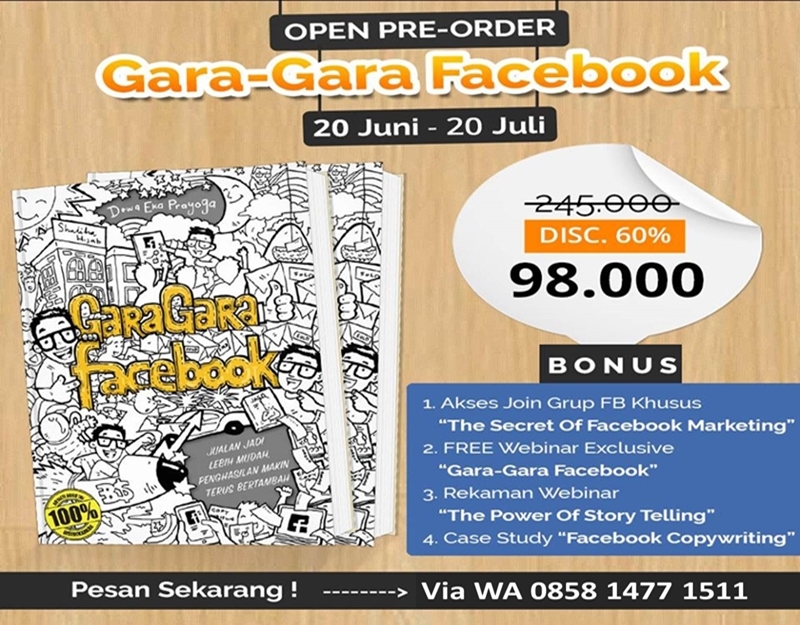 OPEN PRE-ORDER
Gara-Gara Facebook
20 Juni - 20 Juli
245.000
DISC. 60%
98.000
BONUS
1. Akses Join Grup FB Khusus
“The Secret Of Facebook Marketing”
2. FREE Webinar Exclusive
“Gara-Gara Facebook”
3. Rekaman Webinar
“The Power Of Story Telling”
4. Case Study “Facebook Copywriting”
Dewa Eka Prayoga
Shaliha
Hijab
GaraGara
facebook
JUALAN JADI
LEBIH MUDAH,
PENGHASILAN MAKIN
TERUS BERTAMBAH
100%
Pesan Sekarang ! --------> Via WA 0858 1477 1511